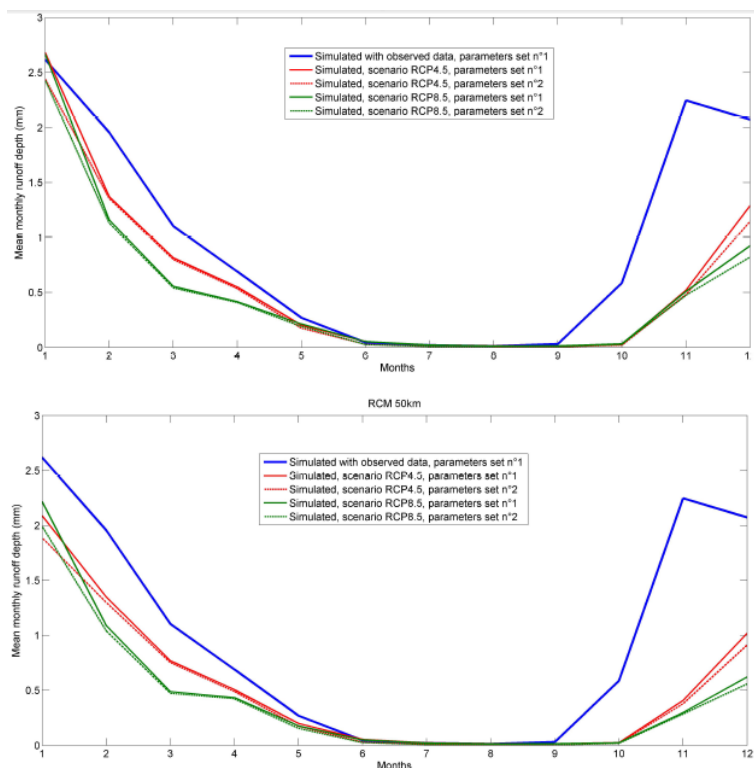 3
2.5
2
1.5
1
0.5
0
Mean monthly runoff depth (mm)
Simulated with observed data, parameters set n°1
Simulated, scenario RCP4.5, parameters set n°1
Simulated, scenario RCP4.5, parameters set n°2
Simulated, scenario RCP8.5, parameters set n°1
Simulated, scenario RCP8.5, parameters set n°2
1 2 3 4 5 6 7 8 9 10 11 1
Months
RCM 50km
3
2.5
2
1.5
1
0.5
0
Mean monthly runoff depth (mm)
Simulated with observed data, parameters set n°1
Simulated, scenario RCP4.5, parameters set n°1
Simulated, scenario RCP4.5, parameters set n°2
Simulated, scenario RCP8.5, parameters set n°1
Simulated, scenario RCP8.5, parameters set n°2
1 2 3 4 5 6 7 8 9 10 11 12
Months